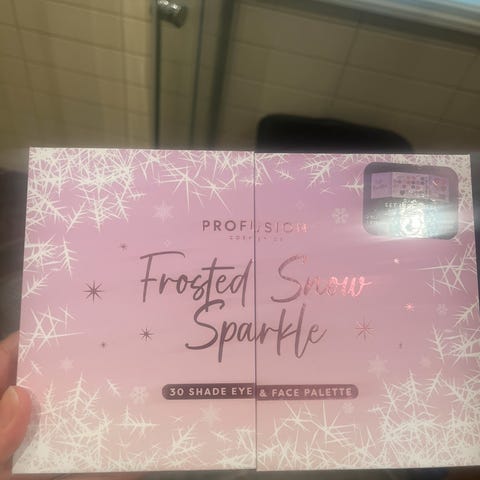 PROFUSION
COSMETICS
Frosted Snow
Sparkle
30 SHADE EYE & FACE PALETTE